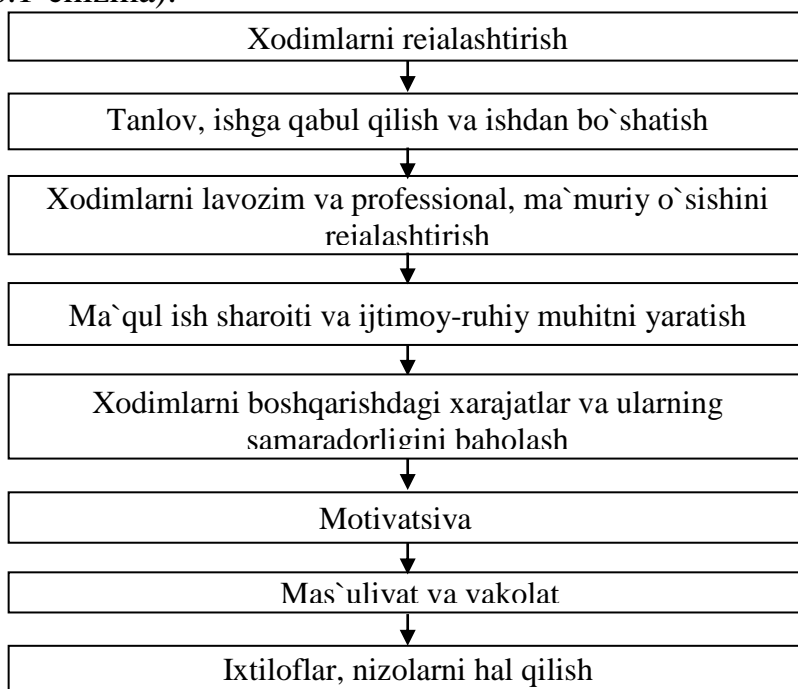 .1-chizma).
Xodimlarni rejalashtirish
Tanlov, ishga qabul qilish va ishdan bo`shatish
Xodimlarni lavozim va professional, ma`muriy o`sishini
rejalashtirish
Ma`qul ish sharoiti va ijtimoy-ruhiy muhitni yaratish
Xodimlarni boshqarishdagi xarajatlar va ularning
samaradorligini baholash
Motivatsiya
Mas`uliyat va vakolat
Ixtiloflar, nizolarni hal qilish